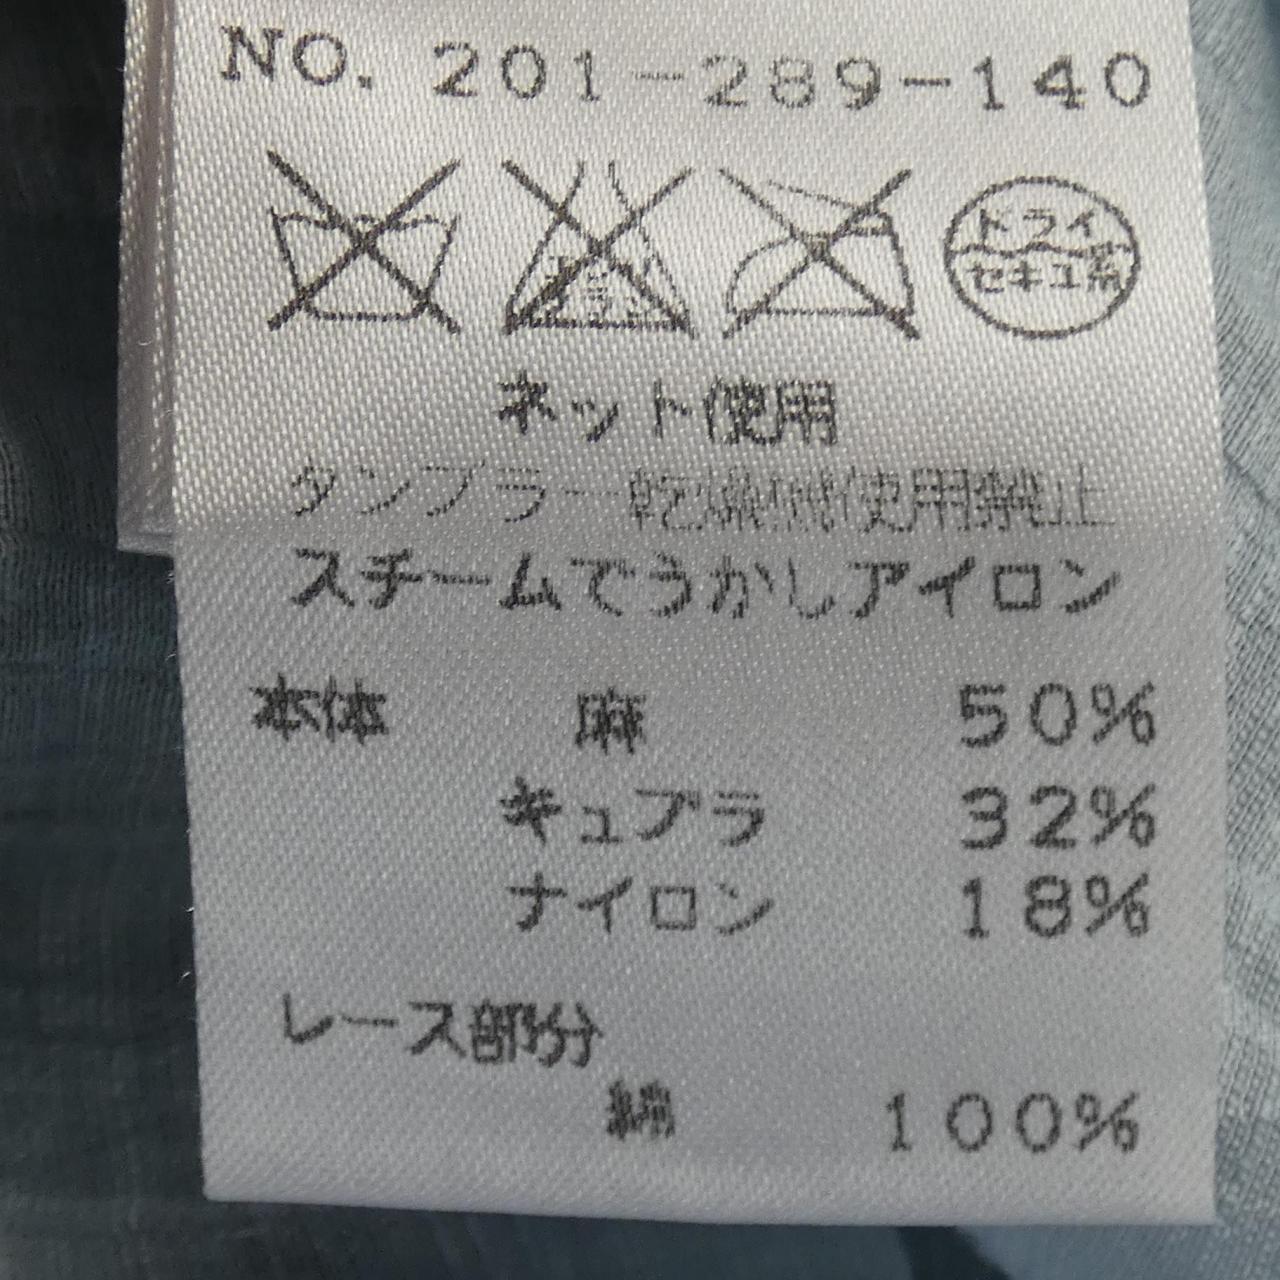 NO. 201-289-140
ドライ
セキユ系
ネット使用
タンブラー乾燥機使用禁止
スチームでうかしアイロン
本体 麻 50%
キュプラ 32%
ナイロン 18%
レース部分
綿 100%